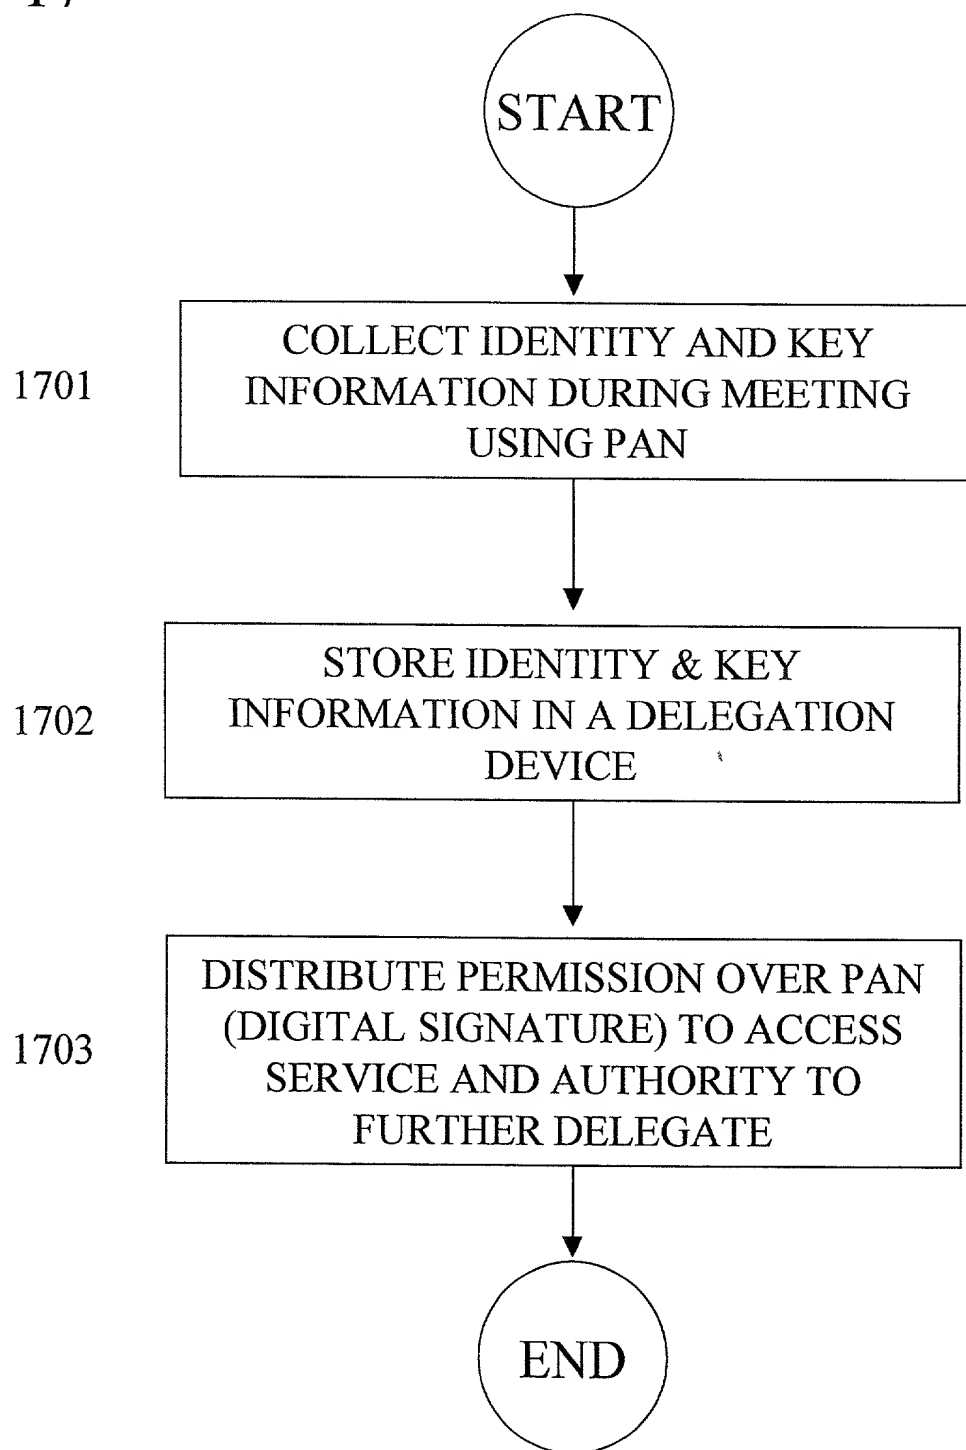 17
START
1701
COLLECT IDENTITY AND KEY
INFORMATION DURING MEETING
USING PAN
1702
STORE IDENTITY & KEY
INFORMATION IN A DELEGATION
DEVICE
1703
DISTRIBUTE PERMISSION OVER PAN
(DIGITAL SIGNATURE) TO ACCESS
SERVICE AND AUTHORITY TO
FURTHER DELEGATE
END